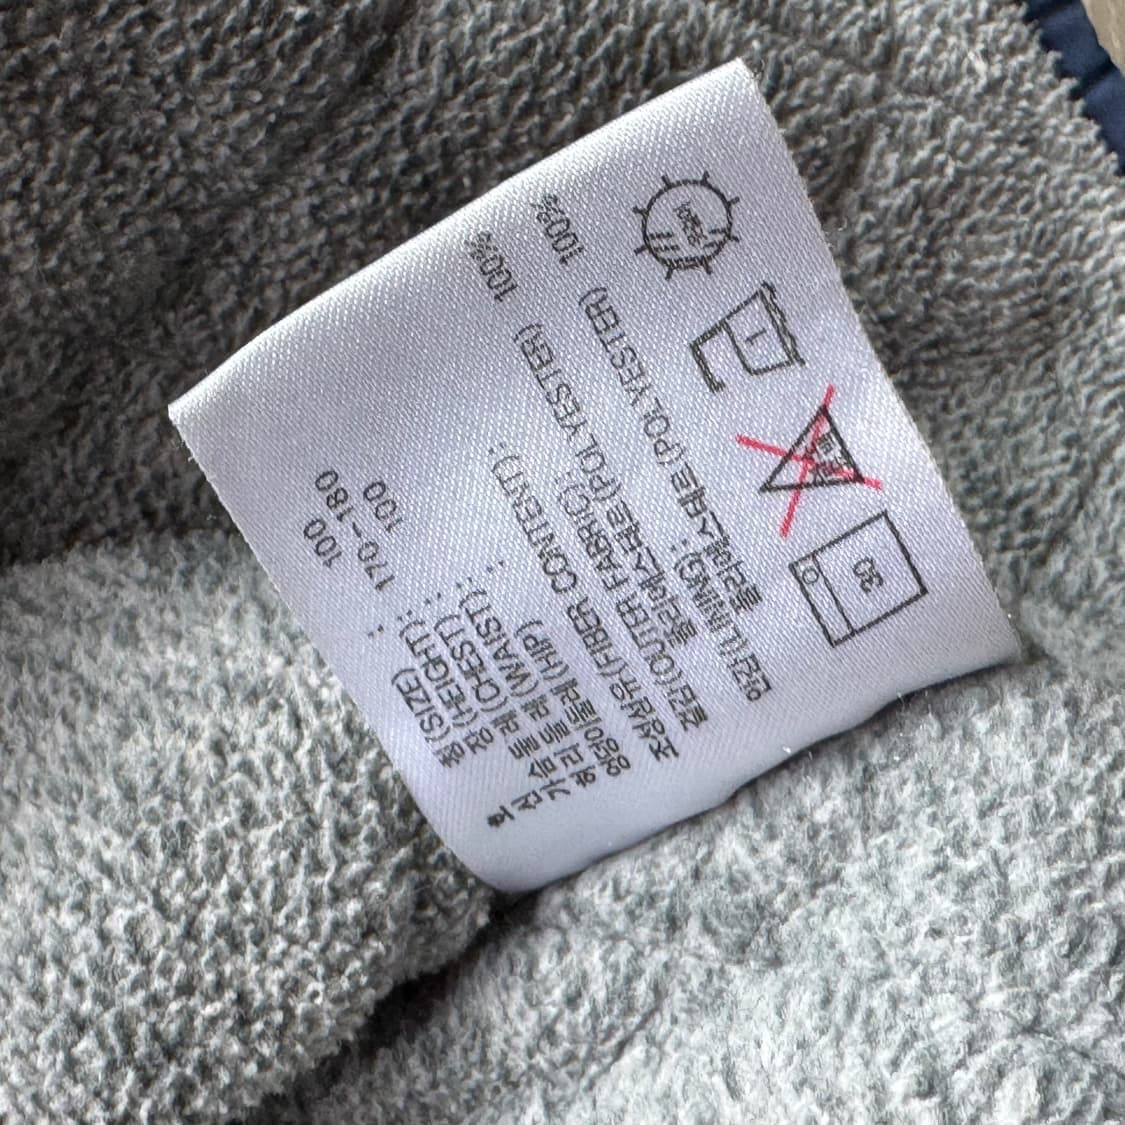 호 칭(SIZE) : 100
신 장(HEIGHT) : 170-180
가슴둘레(CHEST) : 100
허리둘레(WAIST) :
엉덩이둘레(HIP)
조성섬유(FIBER CONTENT) :
겉감(OUTER FABRIC):
폴리에스테르(POLYESTER) 100%
안감(LINING):
폴리에스테르(POLYESTER) 100%
30